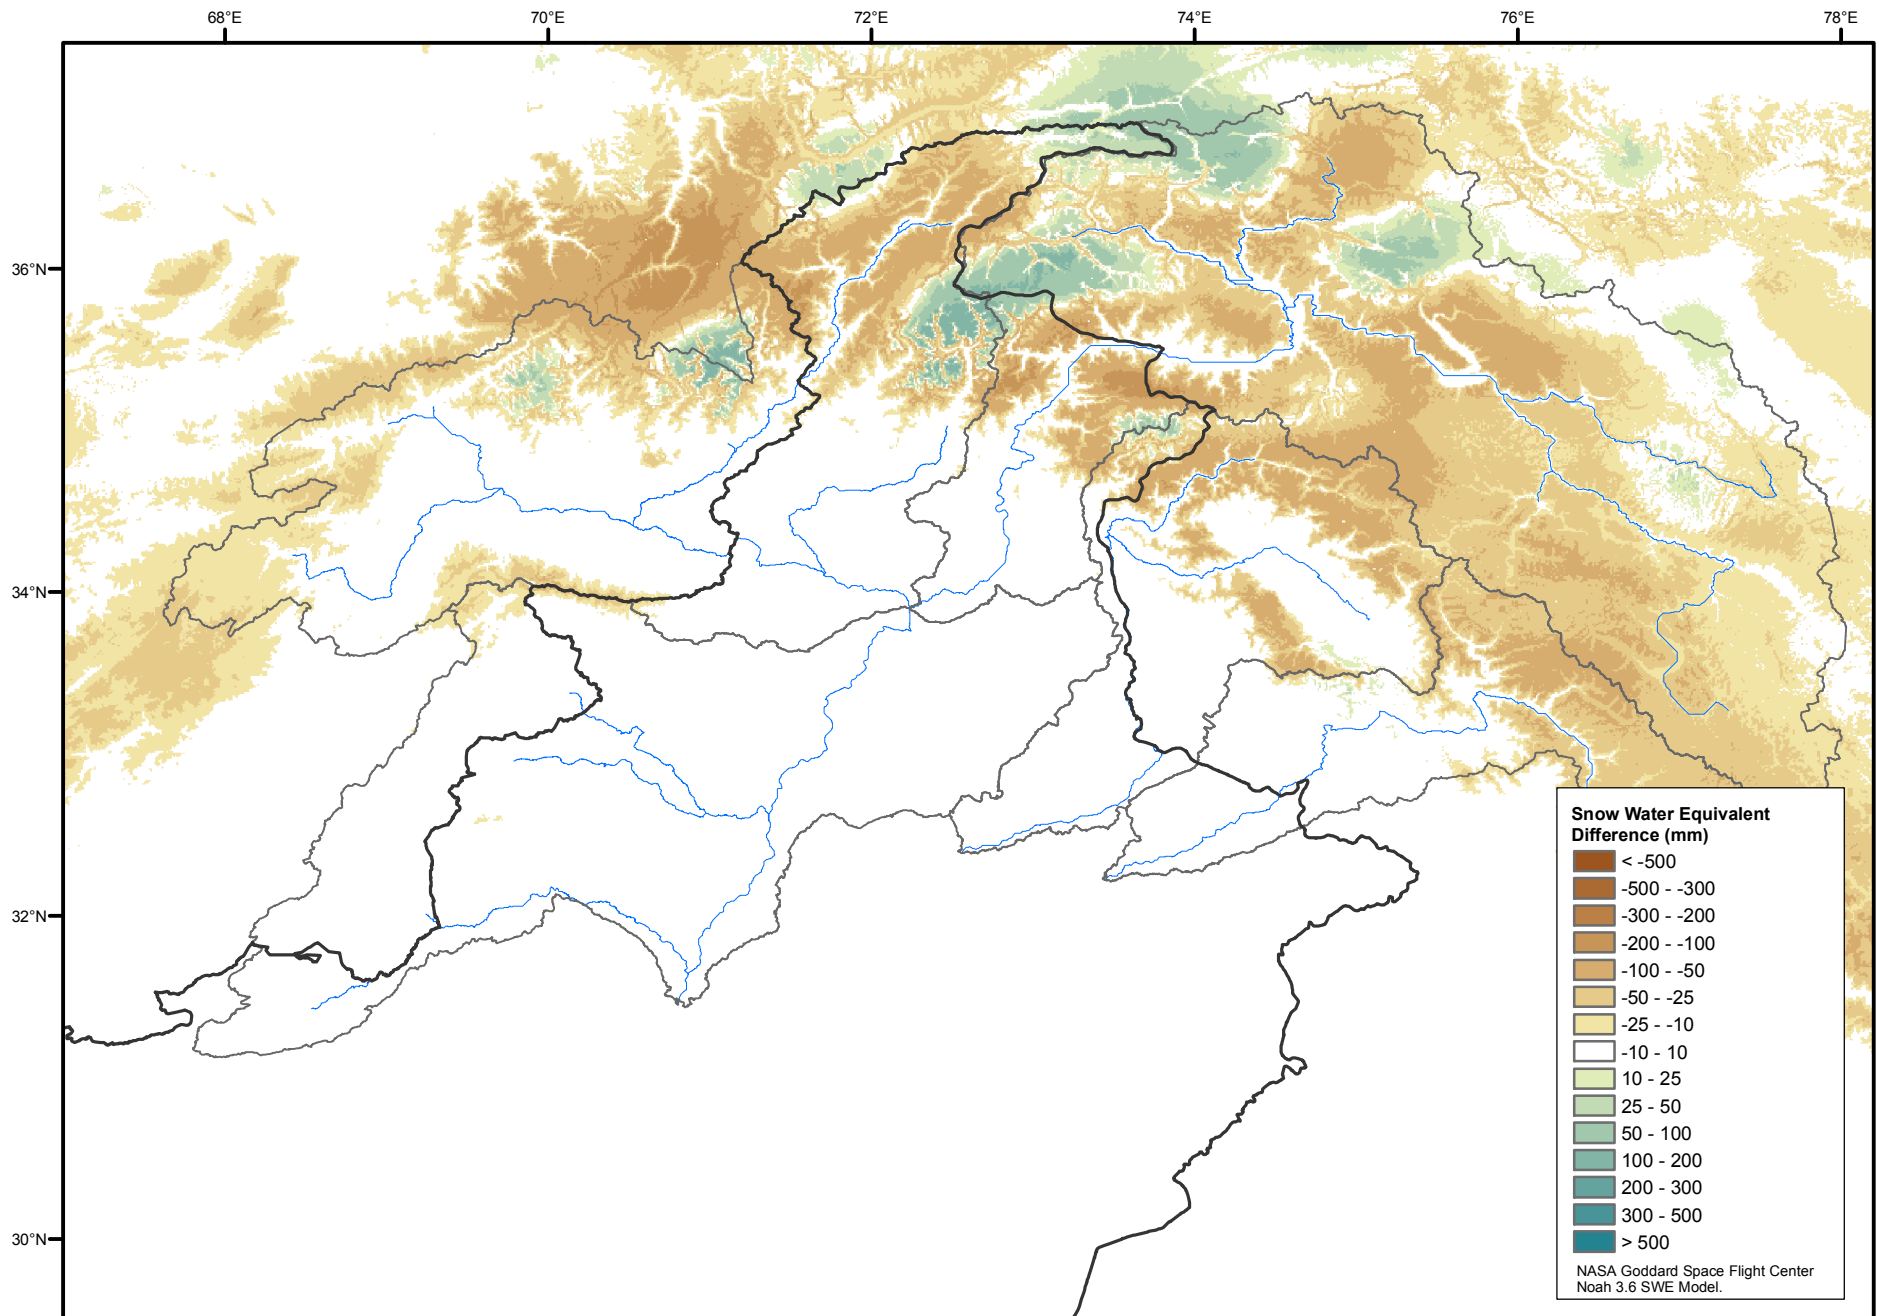 68°E 70°E 72°E 74°E 76°E 78°E
36°N
34°N
32°N
30°N
Snow Water Equivalent
Difference (mm)
< -500
-500 - -300
-300 - -200
-200 - -100
-100 - -50
-50 - -25
-25 - -10
-10 - 10
10 - 25
25 - 50
50 - 100
100 - 200
200 - 300
300 - 500
> 500
NASA Goddard Space Flight Center
Noah 3.6 SWE Model.